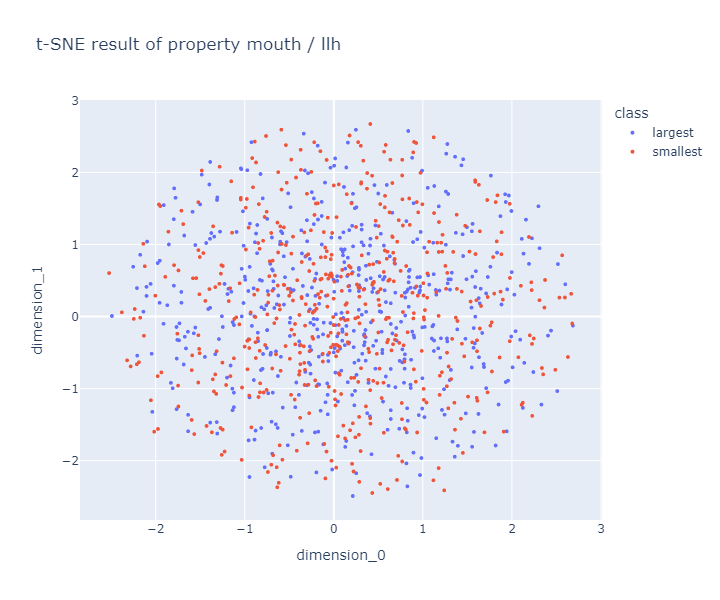 t-SNE result of property mouth / llh
class
largest
smallest
3
2
1
0
−1
−2
dimension_1
−2
−1
0
1
2
3
dimension_0